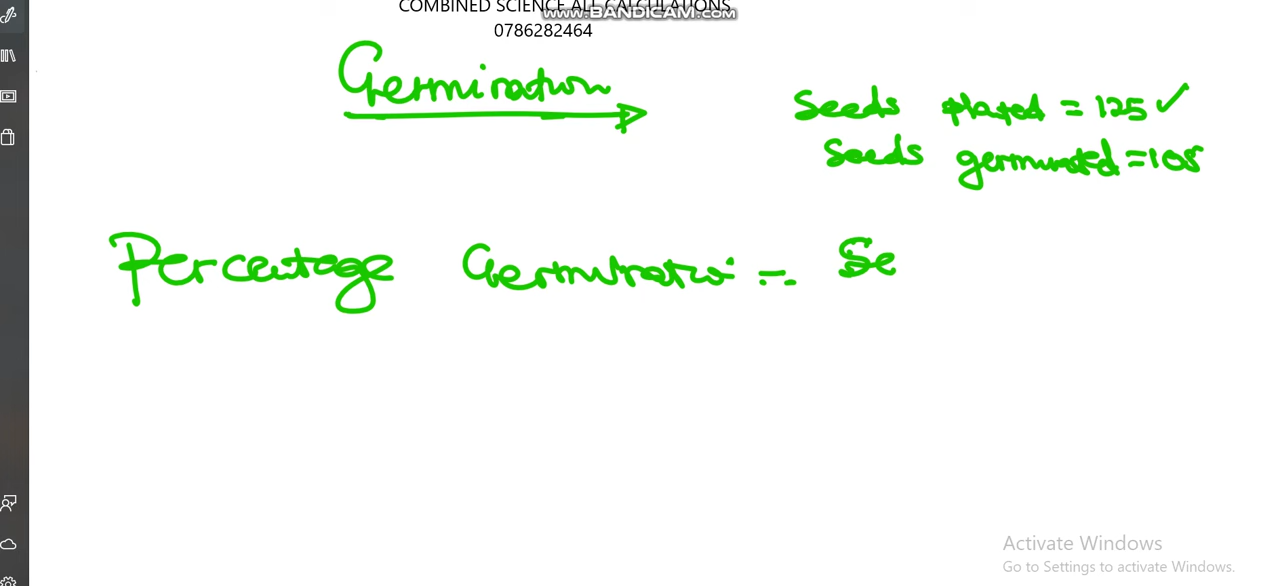 COMBINED SCIENCE ALL CALCULATIONS
www.BANDICAM.com
0786282464
Germination
Seeds planted = 125 ✓
Seeds germinated = 108
Percentage Germination = Se
Activate Windows
Go to Settings to activate Windows.